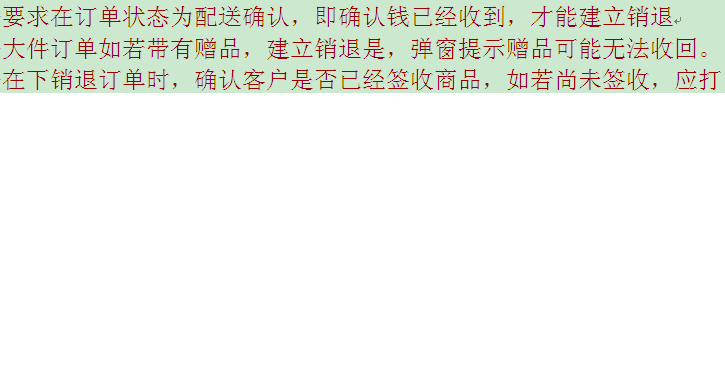 要求在订单状态为配送确认，即确认钱已经收到，才能建立销退
大件订单如若带有赠品，建立销退是，弹窗提示赠品可能无法收回。
在下销退订单时，确认客户是否已经签收商品，如若尚未签收，应打